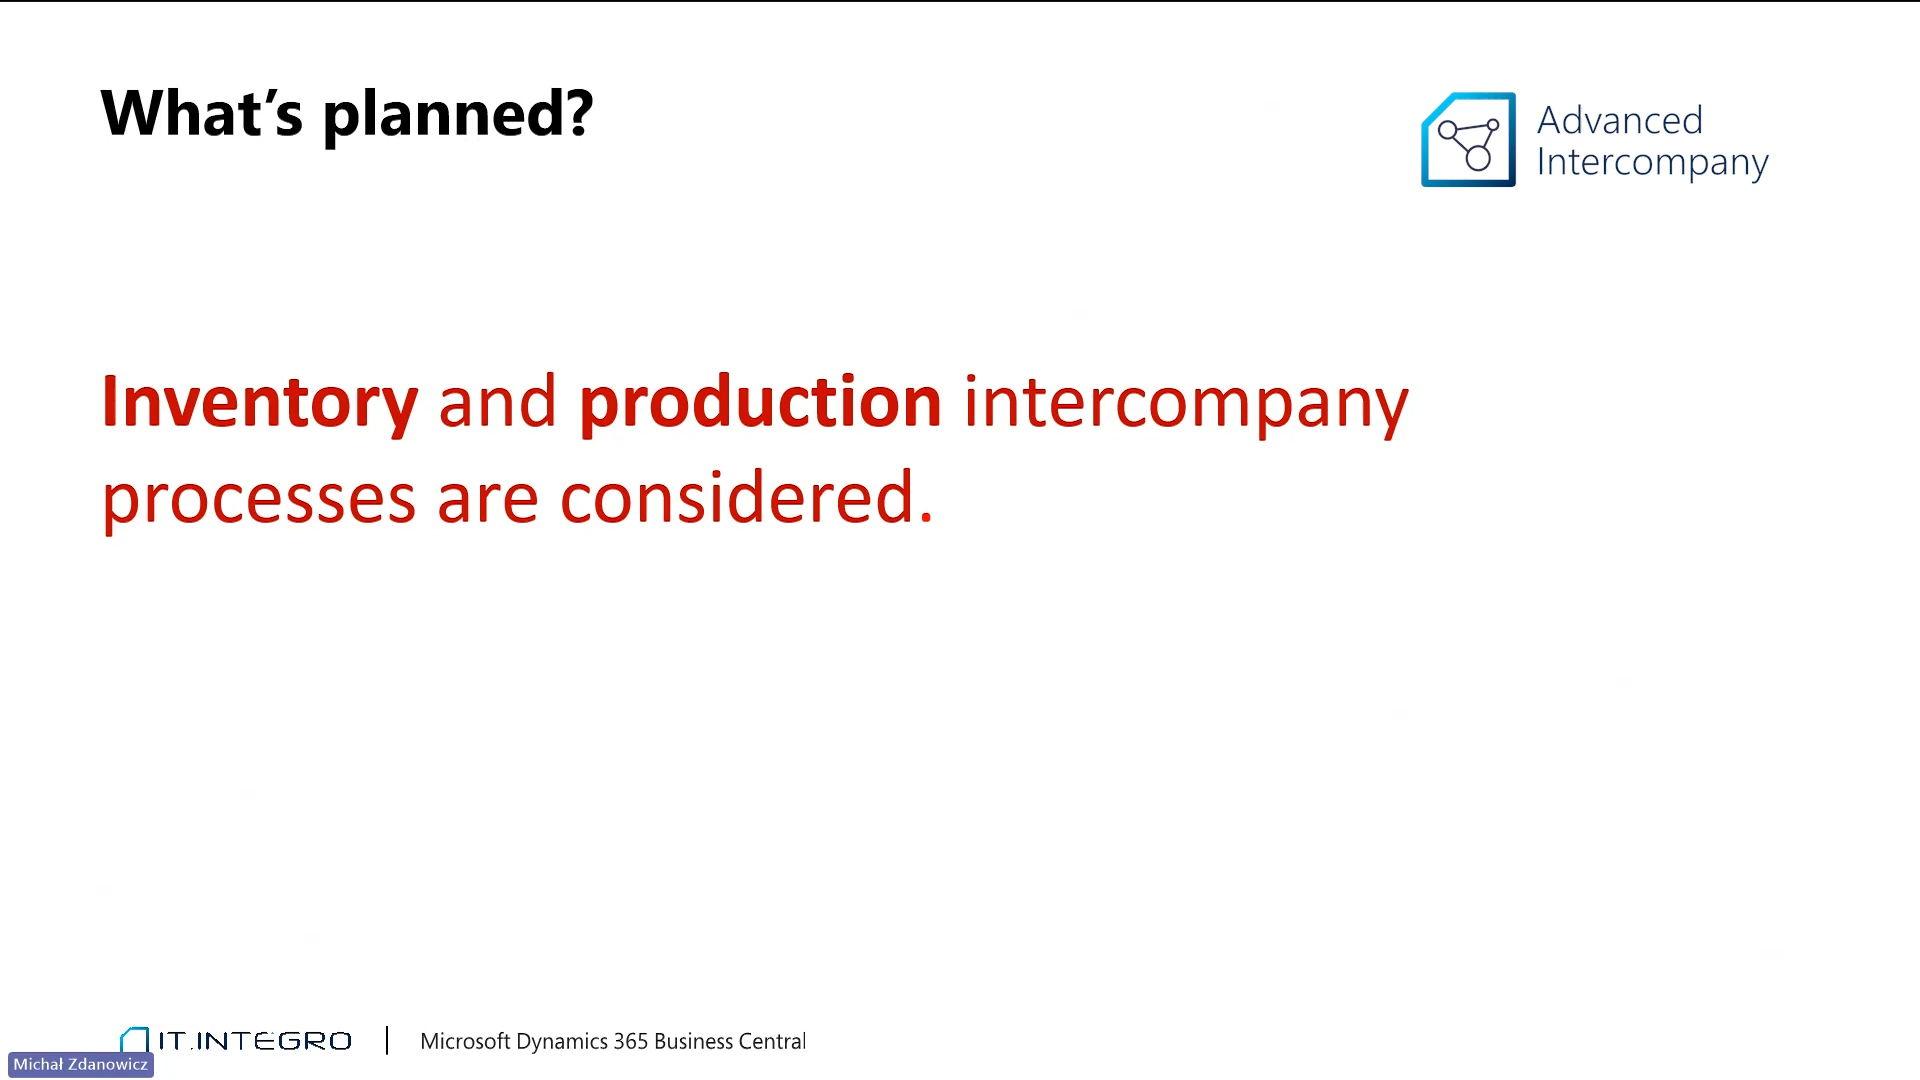 What’s planned?
Advanced
Intercompany
Inventory and production intercompany
processes are considered.
IT.INTEGRO
Microsoft Dynamics 365 Business Central
Michał Zdanowicz